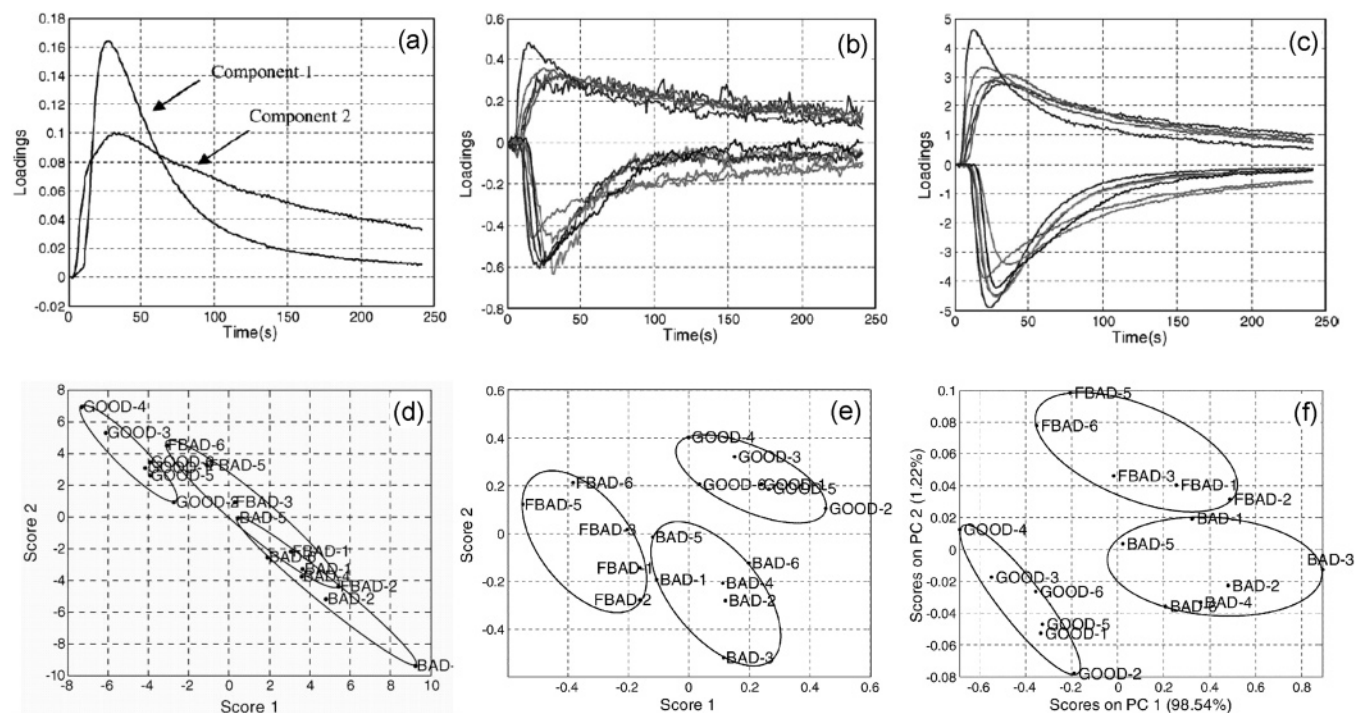 (a)
0.18
0.16
0.14
0.12
0.1
0.08
0.06
0.04
0.02
0
-0.02
Loadings
Component 1
Component 2
0 50 100 150 200 250
Time(s)
(b)
0.6
0.4
0.2
0
-0.2
-0.4
-0.6
-0.8
Loadings
0 50 100 150 200 250
Time(s)
(c)
5
4
3
2
1
0
-1
-2
-3
-4
-5
Loadings
0 50 100 150 200 250
Time(s)
(d)
8
6
4
2
0
-2
-4
-6
-8
-10
Score 2
GOOD-4
GOOD-3
FBAD-6
FBAD-5
GOOD-5
FBAD-3
BAD-5
FBAD-1
BAD-1
BAD-4
FBAD-2
BAD-2
BAD-
-8 -6 -4 -2 0 2 4 6 8 10
Score 1
(e)
0.6
0.4
0.2
0
-0.2
-0.4
-0.6
Score 2
GOOD-4
GOOD-3
FBAD-6
GOOD-1
GOOD-5
GOOD-2
FBAD-5
FBAD-3
BAD-5
FBAD-1
BAD-6
BAD-1
BAD-4
FBAD-2
BAD-2
BAD-3
-0.4 -0.2 0 0.2 0.4 0.6
Score 1
(f)
0.1
0.08
0.06
0.04
0.02
0
-0.02
-0.04
-0.06
-0.08
Scores on PC 2 (1.22%)
FBAD-5
FBAD-6
FBAD-3
FBAD-1
FBAD-2
BAD-1
GOOD-4
BAD-5
BAD-3
GOOD-3
BAD-2
GOOD-6
BAD-4
GOOD-5
GOOD-1
GOOD-2
-0.6 -0.4 -0.2 0 0.2 0.4 0.6 0.8
Scores on PC 1 (98.54%)